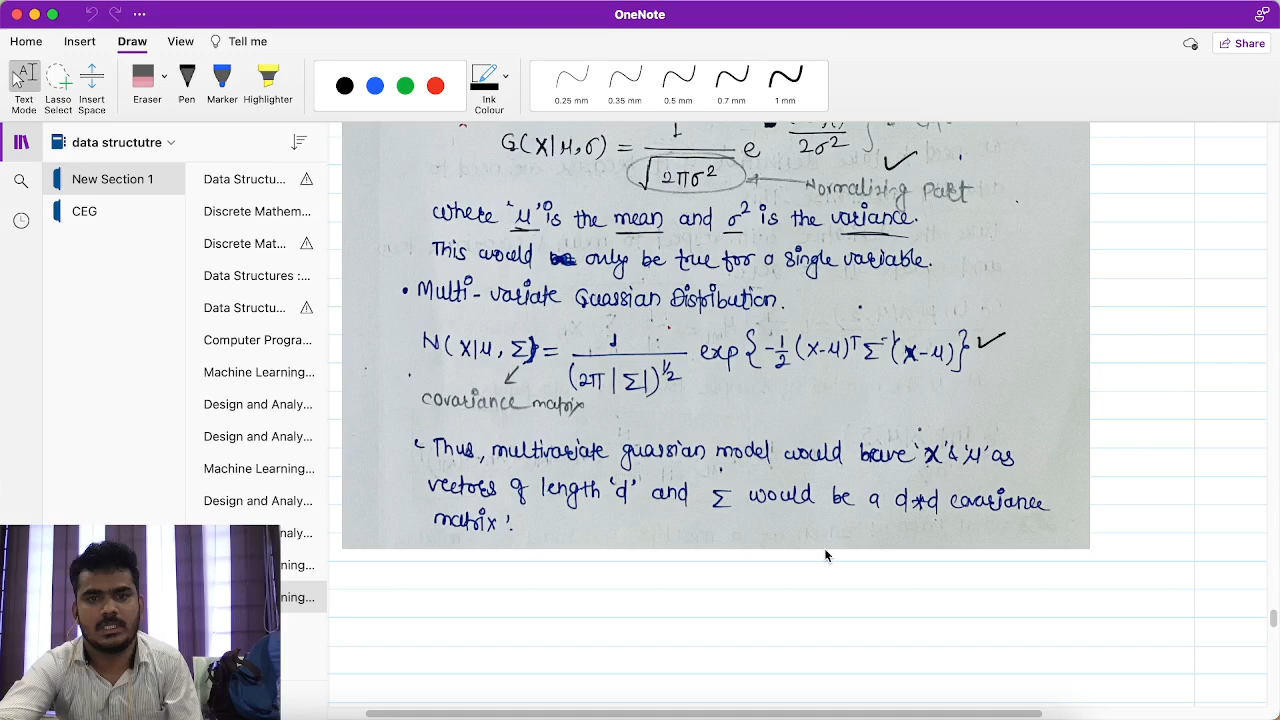 OneNote
Home Insert Draw View Tell me
Share
Text Mode
Lasso Select
Insert Space
Eraser
Pen
Marker
Highlighter
Ink Colour
0.25 mm
0.35 mm
0.5 mm
0.7 mm
1 mm
data structutre
New Section 1
CEG
Data Structu...
Discrete Mathem...
Discrete Mat...
Data Structures :...
Data Structu...
Computer Progra...
Machine Learning...
Design and Analy...
Design and Analy...
Machine Learning...
Design and Analy...
naly...
ning...
ning...
G(X|μ,σ) = 1 / √2πσ² e 2σ²
Normalizing Part
where 'μ' is the mean and σ² is the variance.
This would only be true for a single variable.
• Multi-variate Guassian Distribution.
N(X|μ, Σ) = 1 / (2π|Σ|)^1/2 exp{-1/2 (x-μ)ᵀ Σ⁻¹(x-μ)}
covariance matrix
Thus, multivariate guassian model would have 'x' & 'μ' as
vectors of length 'd' and Σ would be a d*d covariance
matrix'.